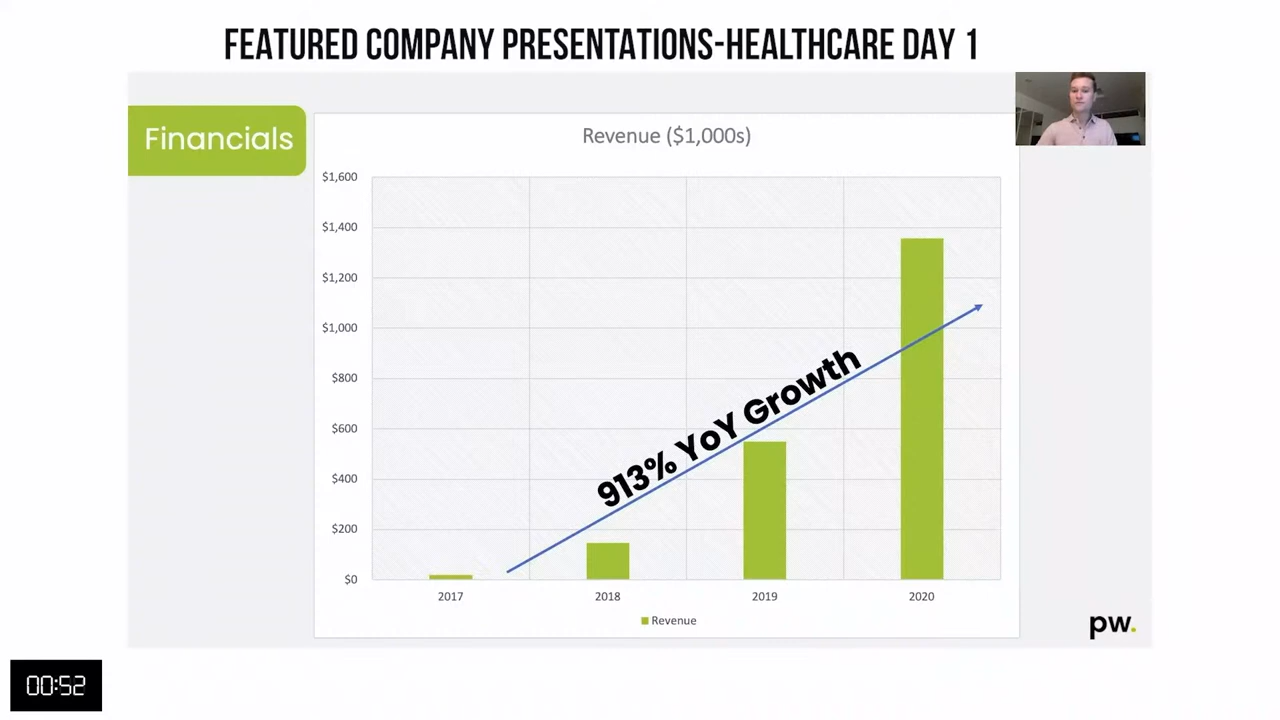 FEATURED COMPANY PRESENTATIONS-HEALTHCARE DAY 1
Financials
Revenue ($1,000s)
$1,600
$1,400
$1,200
$1,000
$800
$600
$400
$200
$0
913% YoY Growth
2017 2018 2019 2020
Revenue
pw.
00:52